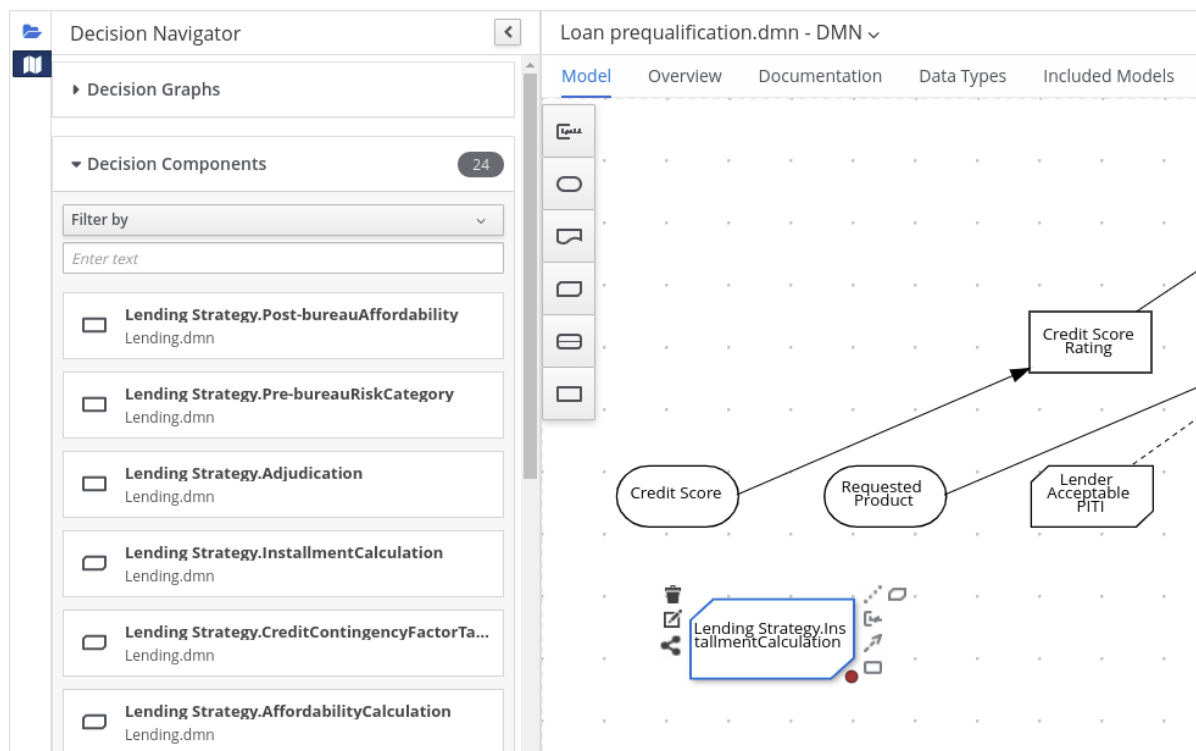 Decision Navigator
Loan prequalification.dmn - DMN
Model Overview Documentation Data Types Included Models
Decision Graphs
Decision Components 24
Filter by
Enter text
Lending Strategy.Post-bureauAffordability
Lending.dmn
Lending Strategy.Pre-bureauRiskCategory
Lending.dmn
Lending Strategy.Adjudication
Lending.dmn
Lending Strategy.InstallmentCalculation
Lending.dmn
Lending Strategy.CreditContingencyFactorTa...
Lending.dmn
Lending Strategy.AffordabilityCalculation
Lending.dmn
Credit Score
Rating
Credit Score
Requested
Product
Lender
Acceptable
PITI
Lending Strategy.Ins
tallmentCalculation